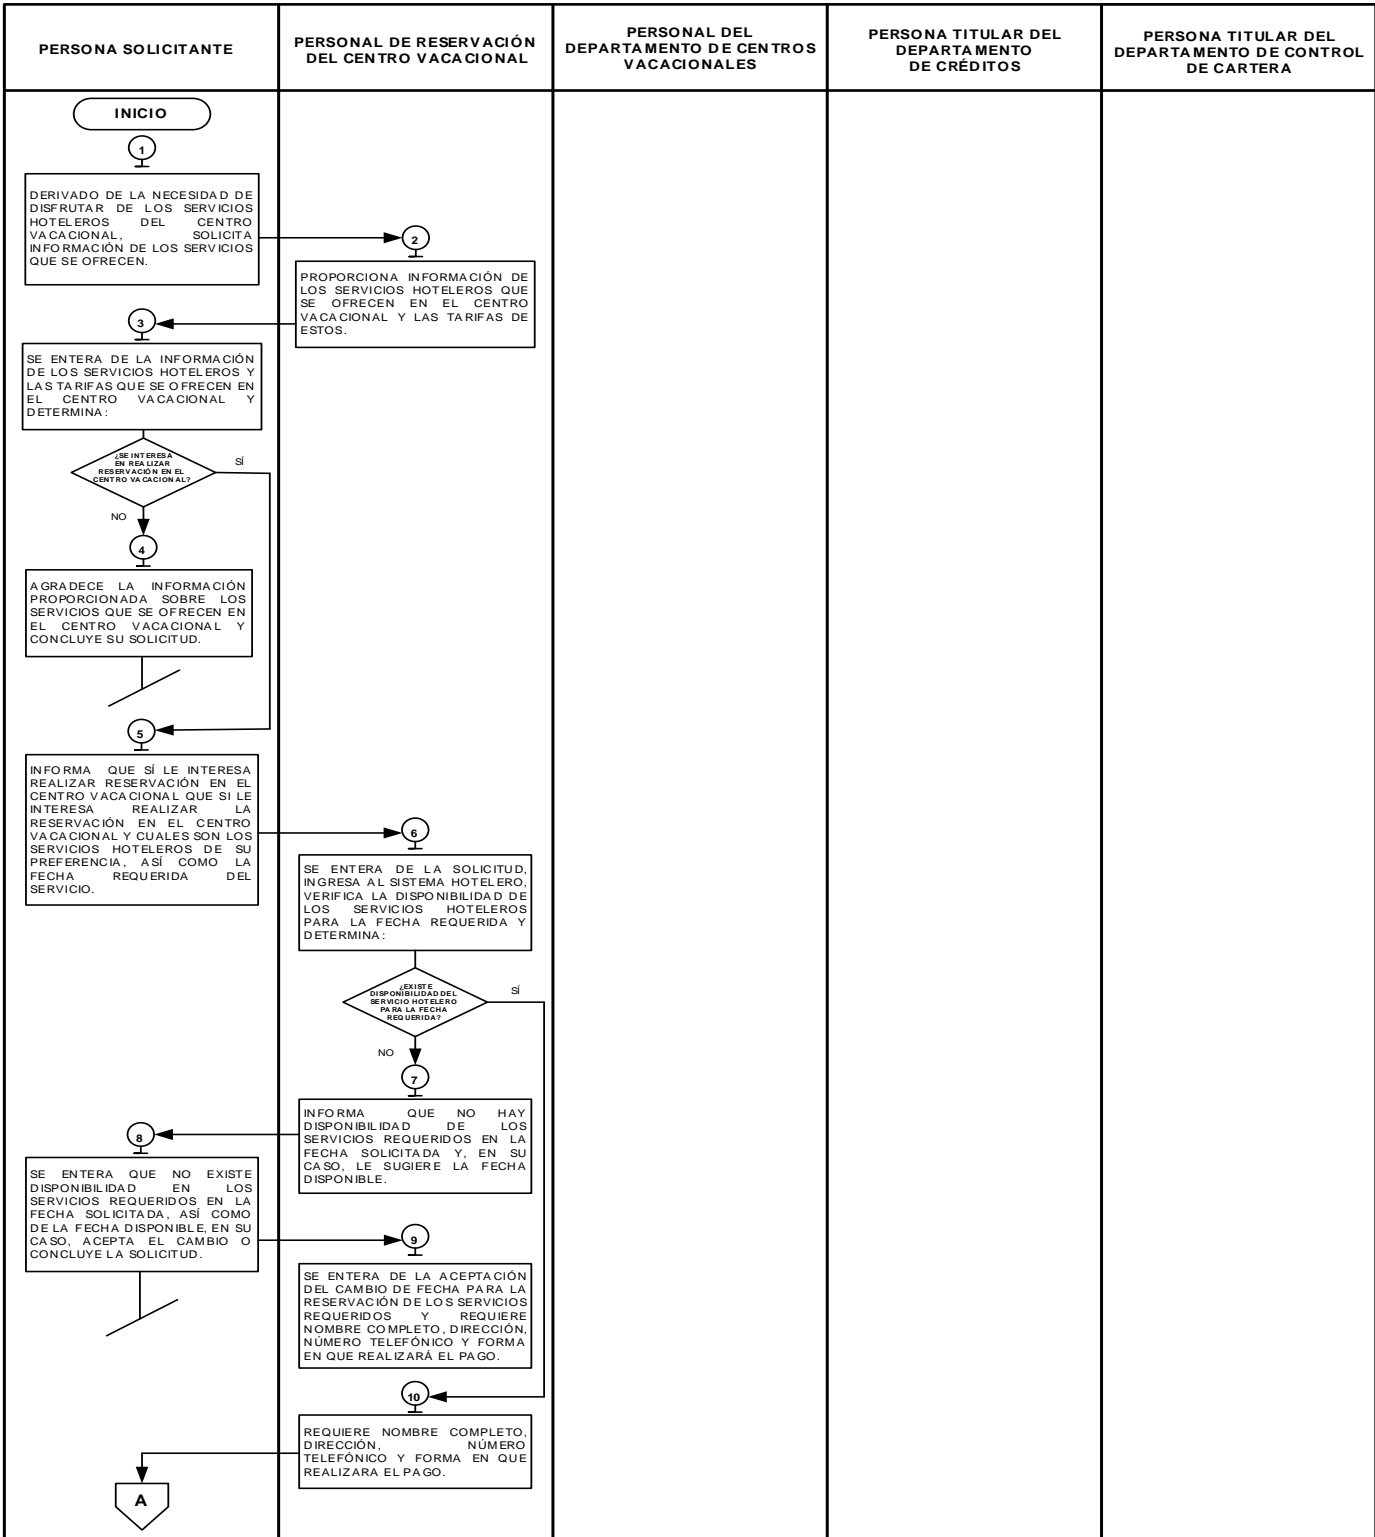 PERSONA SOLICITANTE
PERSONAL DE RESERVACIÓN
DEL CENTRO VACACIONAL
PERSONAL DEL
DEPARTAMENTO DE CENTROS
VACACIONALES
PERSONA TITULAR DEL
DEPARTAMENTO
DE CRÉDITOS
PERSONA TITULAR DEL
DEPARTAMENTO DE CONTROL
DE CARTERA
INICIO
1
DERIVADO DE LA NECESIDAD DE
DISFRUTAR DE LOS SERVICIOS
HOTELEROS DEL CENTRO
VACACIONAL, SOLICITA
INFORMACIÓN DE LOS SERVICIOS
QUE SE OFRECEN.
2
PROPORCIONA INFORMACIÓN DE
LOS SERVICIOS HOTELEROS QUE
SE OFRECEN EN EL CENTRO
VACACIONAL Y LAS TARIFAS DE
ESTOS.
3
SE ENTERA DE LA INFORMACIÓN
DE LOS SERVICIOS HOTELEROS Y
LAS TARIFAS QUE SE OFRECEN EN
EL CENTRO VACACIONAL Y
DETERMINA:
¿SE INTERESA
EN REALIZAR
RESERVACIÓN EN EL
CENTRO VACACIONAL?
SÍ
NO
4
AGRADECE LA INFORMACIÓN
PROPORCIONADA SOBRE LOS
SERVICIOS QUE SE OFRECEN EN
EL CENTRO VACACIONAL Y
CONCLUYE SU SOLICITUD.
5
INFORMA QUE SÍ LE INTERESA
REALIZAR RESERVACIÓN EN EL
CENTRO VACACIONAL QUE SI LE
INTERESA REALIZAR LA
RESERVACIÓN EN EL CENTRO
VACACIONAL Y CUALES SON LOS
SERVICIOS HOTELEROS DE SU
PREFERENCIA, ASÍ COMO LA
FECHA REQUERIDA DEL
SERVICIO.
6
SE ENTERA DE LA SOLICITUD,
INGRESA AL SISTEMA HOTELERO,
VERIFICA LA DISPONIBILIDAD DE
LOS SERVICIOS HOTELEROS
PARA LA FECHA REQUERIDA Y
DETERMINA:
¿EXISTE
DISPONIBILIDAD DEL
SERVICIO HOTELERO
PARA LA FECHA
REQUERIDA?
SÍ
NO
7
INFORMA QUE NO HAY
DISPONIBILIDAD DE LOS
SERVICIOS REQUERIDOS EN LA
FECHA SOLICITADA Y, EN SU
CASO, LE SUGIERE LA FECHA
DISPONIBLE.
8
SE ENTERA QUE NO EXISTE
DISPONIBILIDAD EN LOS
SERVICIOS REQUERIDOS EN LA
FECHA SOLICITADA, ASÍ COMO
DE LA FECHA DISPONIBLE, EN SU
CASO, ACEPTA EL CAMBIO O
CONCLUYE LA SOLICITUD.
9
SE ENTERA DE LA ACEPTACIÓN
DEL CAMBIO DE FECHA PARA LA
RESERVACIÓN DE LOS SERVICIOS
REQUERIDOS Y REQUIERE
NOMBRE COMPLETO, DIRECCIÓN,
NÚMERO TELEFÓNICO Y FORMA
EN QUE REALIZARÁ EL PAGO.
10
REQUIERE NOMBRE COMPLETO,
DIRECCIÓN, NÚMERO
TELEFÓNICO Y FORMA EN QUE
REALIZARA EL PAGO.
A